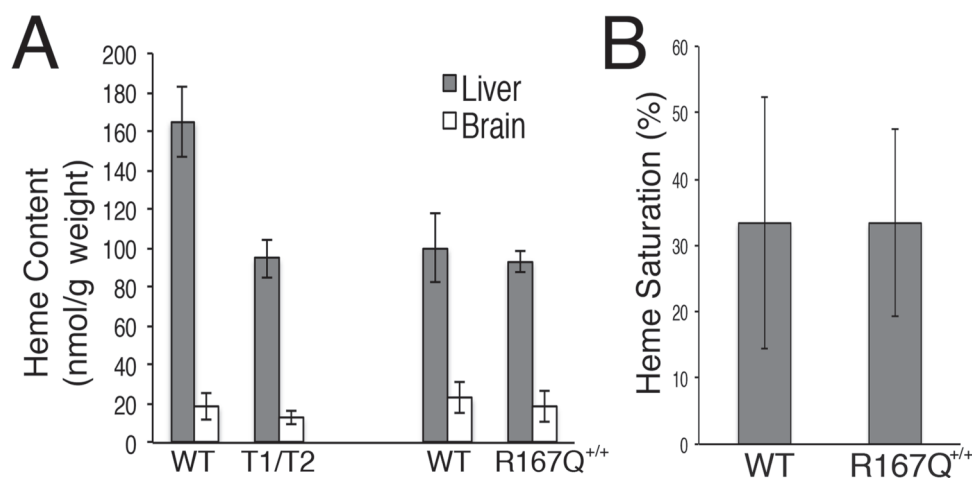 A
Heme Content
(nmol/g weight)
200
180
160
140
120
100
80
60
40
20
0
Liver
Brain
WT
T1/T2
WT
R167Q+/+
B
Heme Saturation (%)
60
50
40
30
20
10
0
WT
R167Q+/+